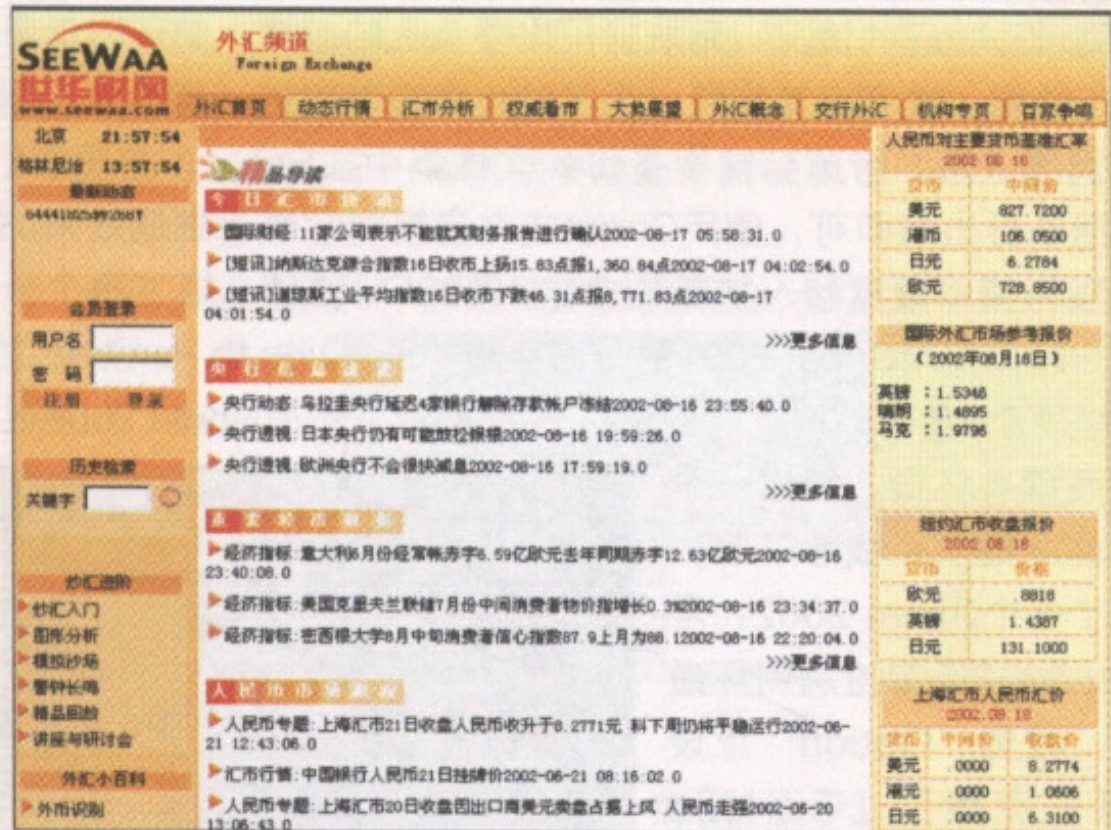 SEEWAA
世华财网
www.seewaa.com
外汇频道
Foreign Exchange
外汇首页 动态行情 汇市分析 权威看市 大势展望 外汇概念 交行外汇 机构专页 百家争鸣
北京 21:57:54
格林尼治 13:57:54
最新动态
会员登录
用户名
密 码
注册 登录
历史检索
关键字
炒汇进阶
炒汇入门
图形分析
模拟沙场
警钟长鸣
精品回放
讲座与研讨会
外汇小百科
外币识别
精品导读
今日汇市快递
国际财经:11家公司表示不能就其财务报告进行确认2002-08-17 05:58:31.0
[短讯]纳斯达克综合指数16日收市上扬15.83点报1,360.84点2002-08-17 04:02:54.0
[短讯]道琼斯工业平均指数16日收市下跌46.31点报8,771.83点2002-08-17
04:01:54.0
>>>更多信息
央行信息
央行动态:乌拉圭央行延迟4家银行解除存款帐户冻结2002-08-16 23:55:40.0
央行透视:日本央行仍有可能放松银根2002-08-16 19:59:26.0
央行透视:欧洲央行不会很快减息2002-08-16 17:59:19.0
>>>更多信息
经济指标:意大利6月份经常帐赤字6.59亿欧元去年同期赤字12.63亿欧元2002-08-16
23:40:08.0
经济指标:美国克里夫兰联储7月份中间消费者物价指增长0.3%2002-08-16 23:34:37.0
经济指标:密西根大学8月中旬消费者信心指数87.9上月为88.12002-08-16 22:20:04.0
>>>更多信息
人民币市场
人民币专题:上海汇市21日收盘人民币收升于8.2771元 料下周仍将平稳运行2002-06-
21 12:43:06.0
汇市行情:中国银行人民币21日挂牌价2002-06-21 08:16:02.0
人民币专题:上海汇市20日收盘因出口商美元卖盘占据上风 人民币走强2002-06-20
13:06:43.0
人民币对主要货币基准汇率
2002 08 18
货币 中间价
美元 827.7200
港币 106.0500
日元 6.2784
欧元 728.8500
国际外汇市场参考报价
(2002年08月18日)
英镑 :1.5346
瑞朗 :1.4895
马克 :1.9796
纽约汇市收盘报价
2002 08 18
货币 价格
欧元 .8818
英镑 1.4387
日元 131.1000
上海汇市人民币汇价
2002.08.18
货币 中间价 收盘价
美元 .0000 8.2774
港元 .0000 1.0606
日元 .0000 6.3100